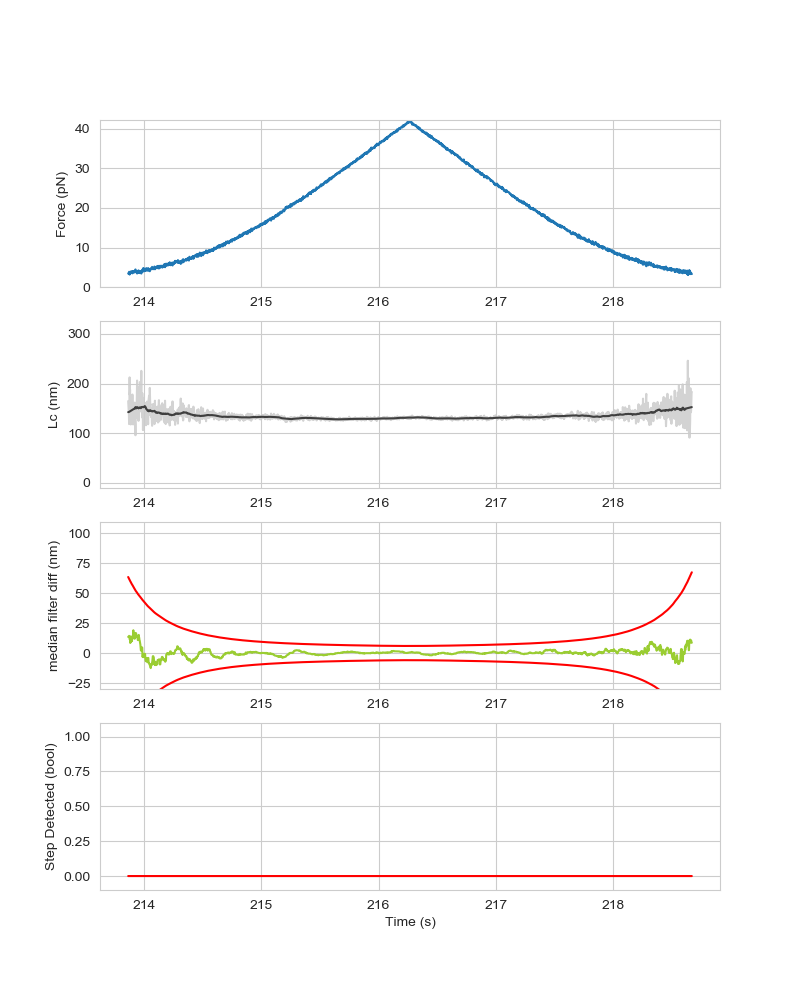 Force (pN)
40
30
20
10
0
214 215 216 217 218
Lc (nm)
300
200
100
0
214 215 216 217 218
median filter diff (nm)
100
75
50
25
0
−25
214 215 216 217 218
Step Detected (bool)
1.00
0.75
0.50
0.25
0.00
214 215 216 217 218
Time (s)